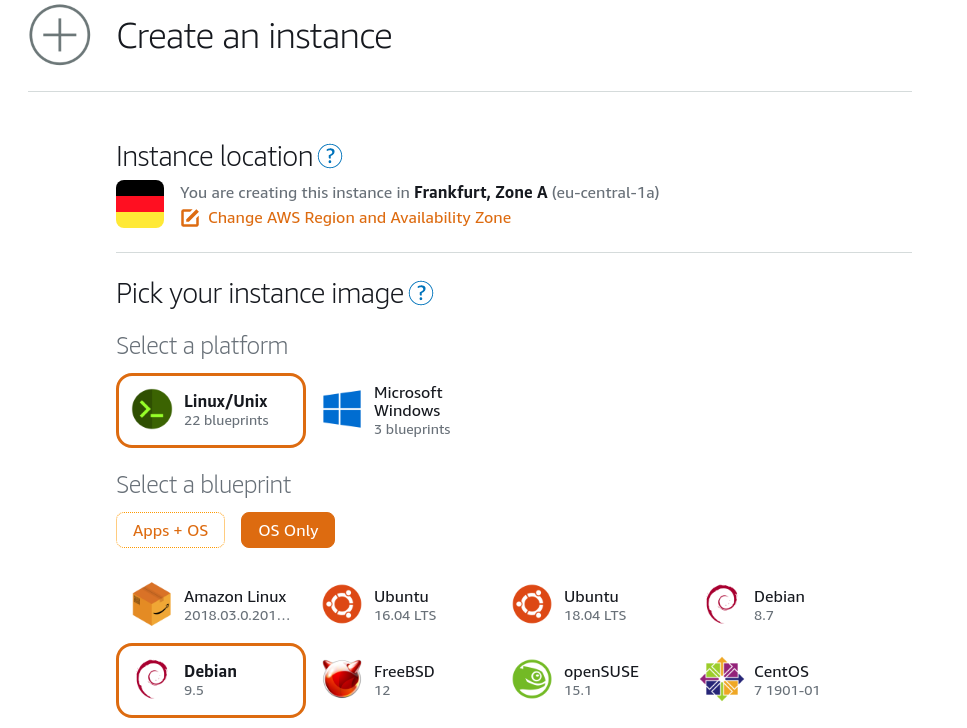 Create an instance
Instance location ?
You are creating this instance in Frankfurt, Zone A (eu-central-1a)
Change AWS Region and Availability Zone
Pick your instance image ?
Select a platform
Linux/Unix
22 blueprints
Microsoft
Windows
3 blueprints
Select a blueprint
Apps + OS
OS Only
Amazon Linux
2018.03.0.201...
Ubuntu
16.04 LTS
Ubuntu
18.04 LTS
Debian
8.7
Debian
9.5
FreeBSD
12
openSUSE
15.1
CentOS
7 1901-01